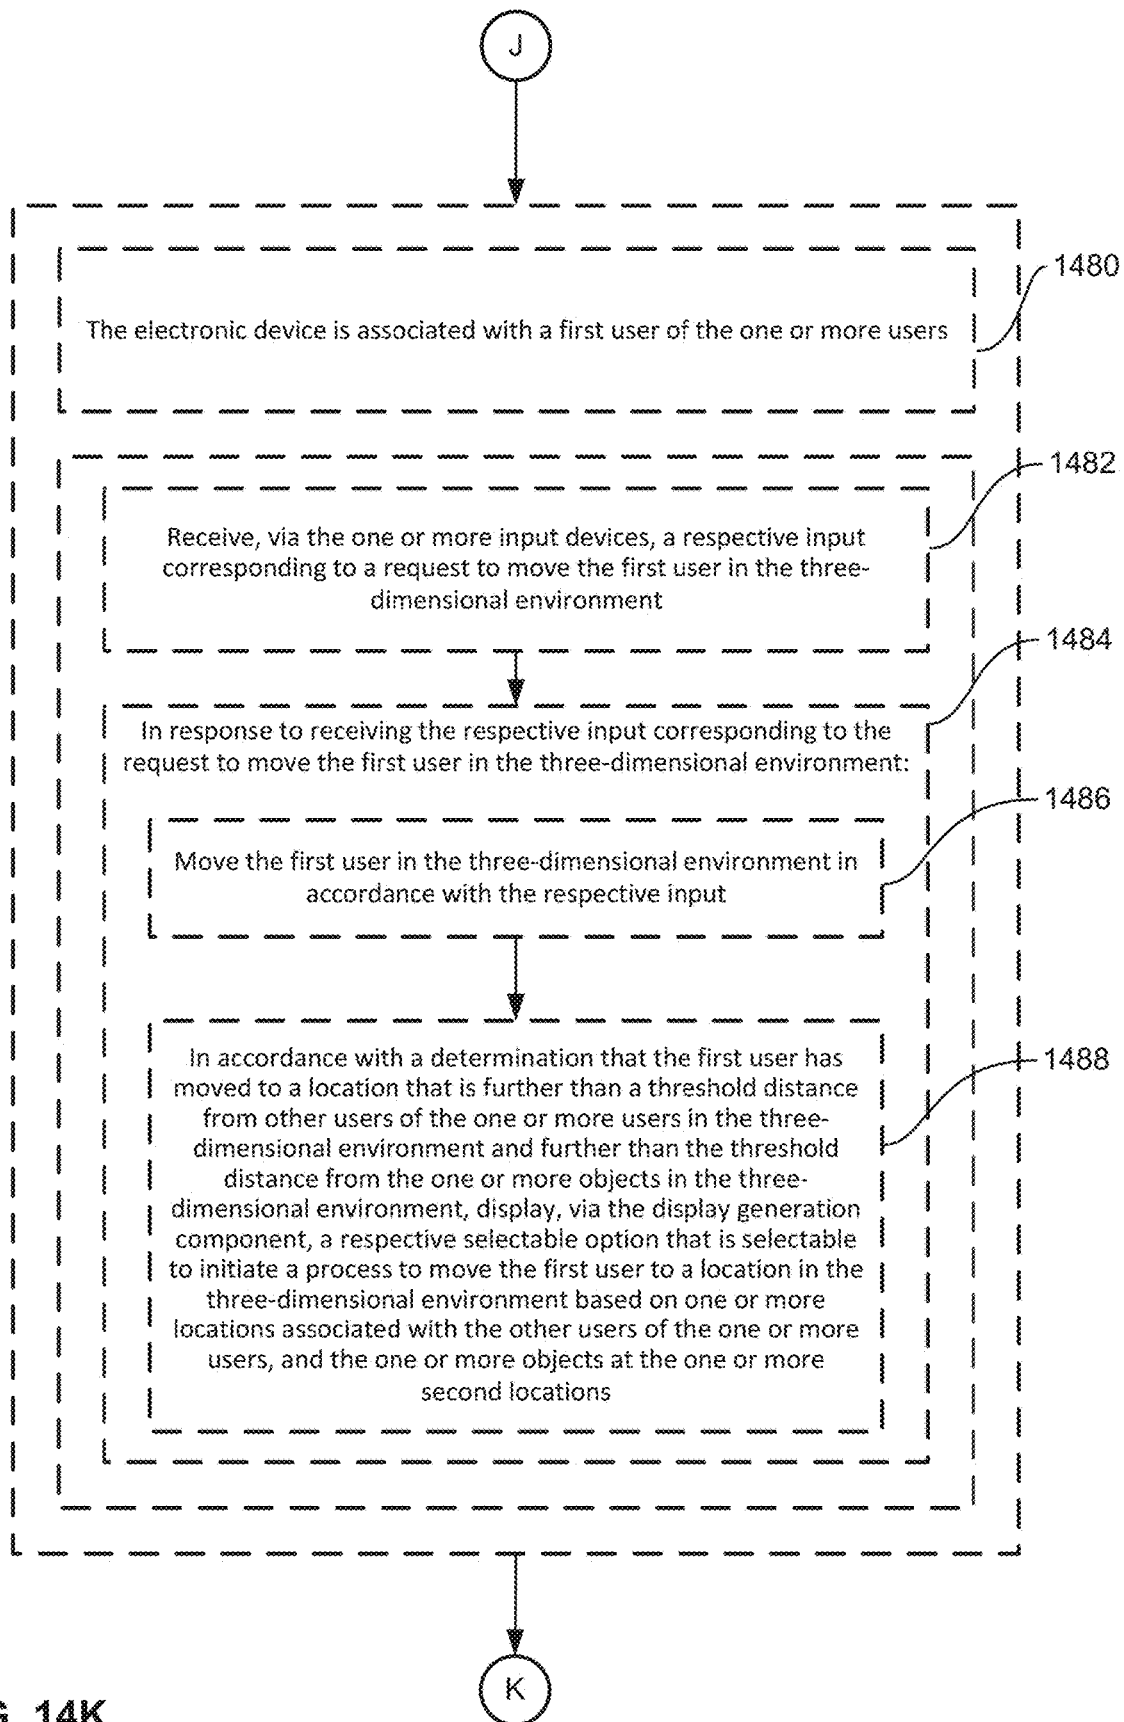 J
1480
The electronic device is associated with a first user of the one or more users
1482
Receive, via the one or more input devices, a respective input
corresponding to a request to move the first user in the three-
dimensional environment
1484
In response to receiving the respective input corresponding to the
request to move the first user in the three-dimensional environment:
1486
Move the first user in the three-dimensional environment in
accordance with the respective input
1488
In accordance with a determination that the first user has
moved to a location that is further than a threshold distance
from other users of the one or more users in the three-
dimensional environment and further than the threshold
distance from the one or more objects in the three-
dimensional environment, display, via the display generation
component, a respective selectable option that is selectable
to initiate a process to move the first user to a location in the
three-dimensional environment based on one or more
locations associated with the other users of the one or more
users, and the one or more objects at the one or more
second locations
K
G. 14K